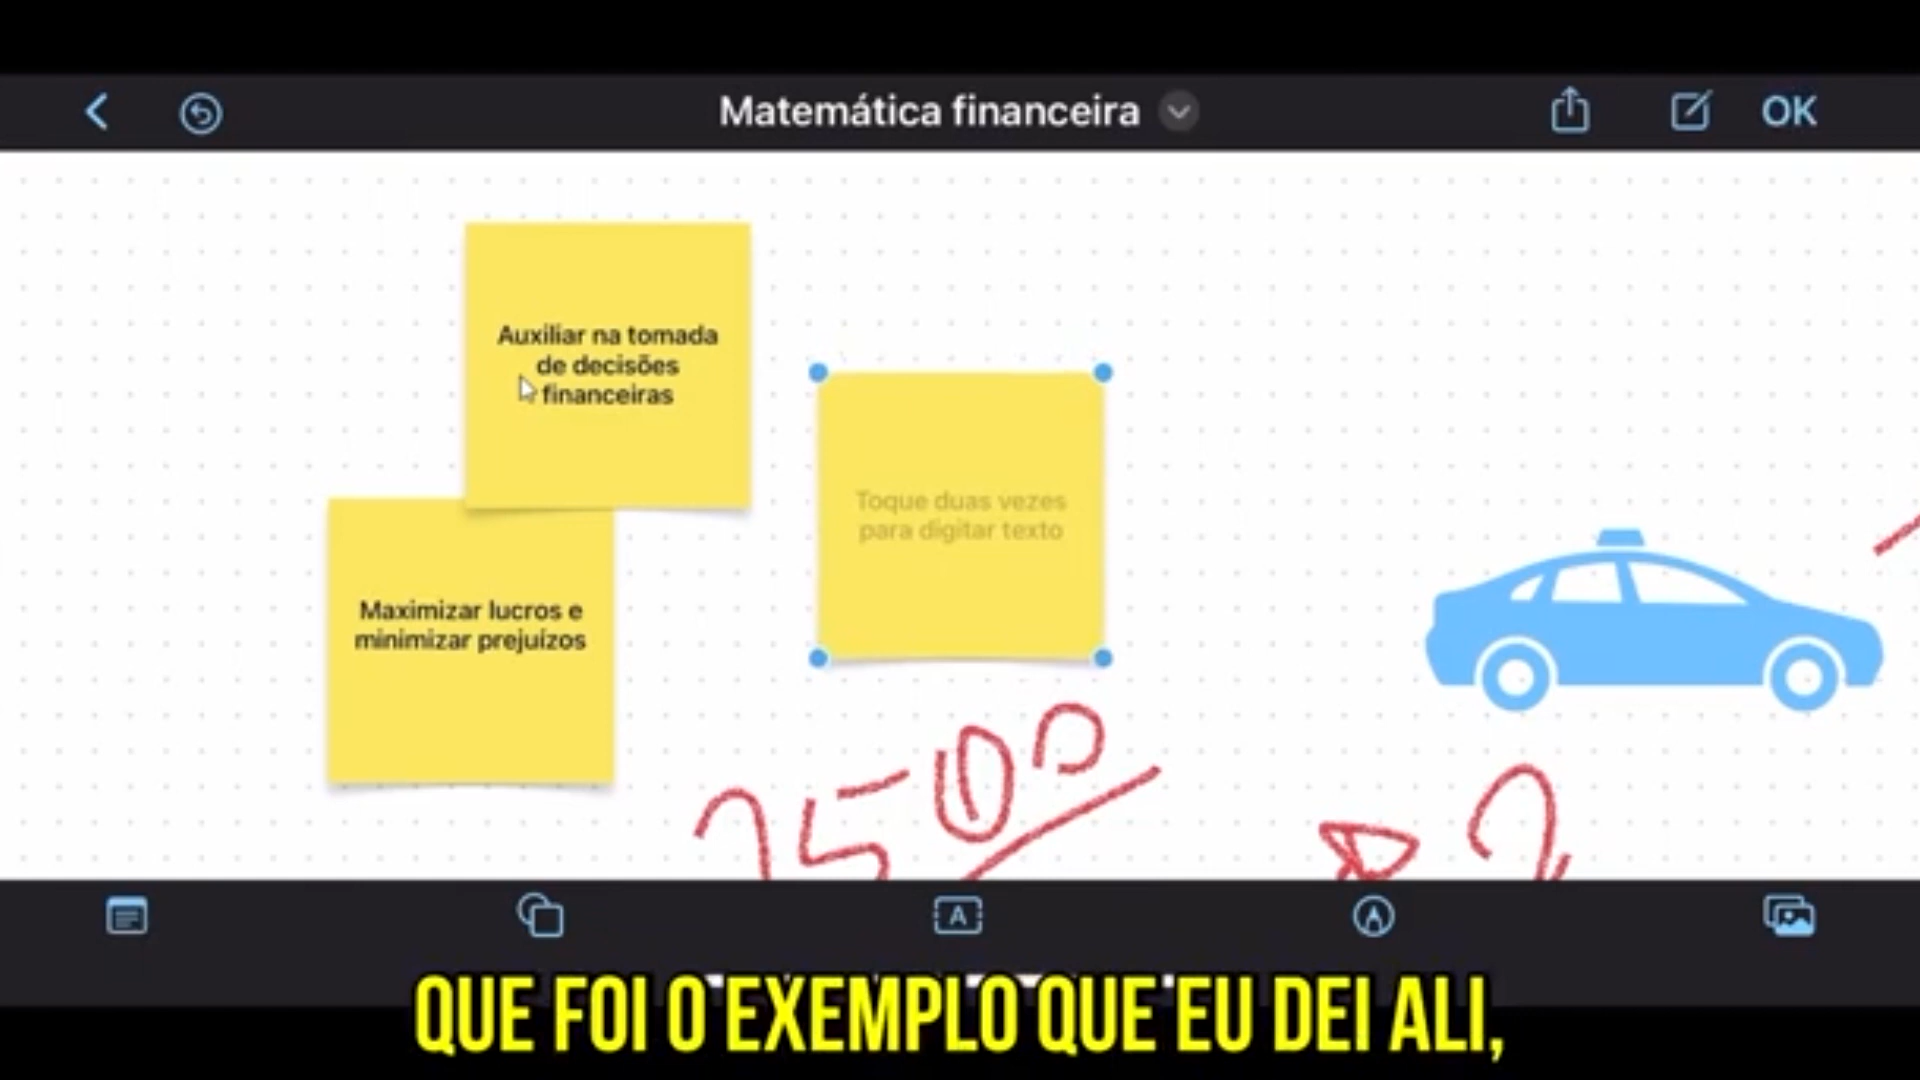 Matemática financeira
OK
Auxiliar na tomada
de decisões
financeiras
Toque duas vezes
para digitar texto
Maximizar lucros e
minimizar prejuízos
A
QUE FOI O EXEMPLO QUE EU DEI ALI,